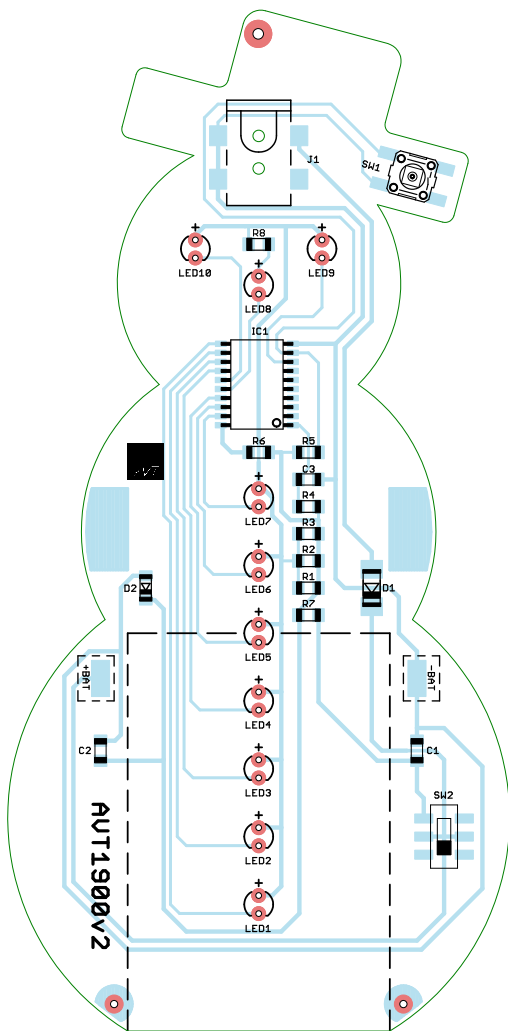 J1
SW1
R8
LED10
LED9
LED8
IC1
R6
R5
AVT
C3
LED7
R4
R3
R2
LED6
D2
R1
D1
R7
LED5
+BAT
-BAT
LED4
C2
C1
LED3
SW2
AVT1900v2
LED2
LED1